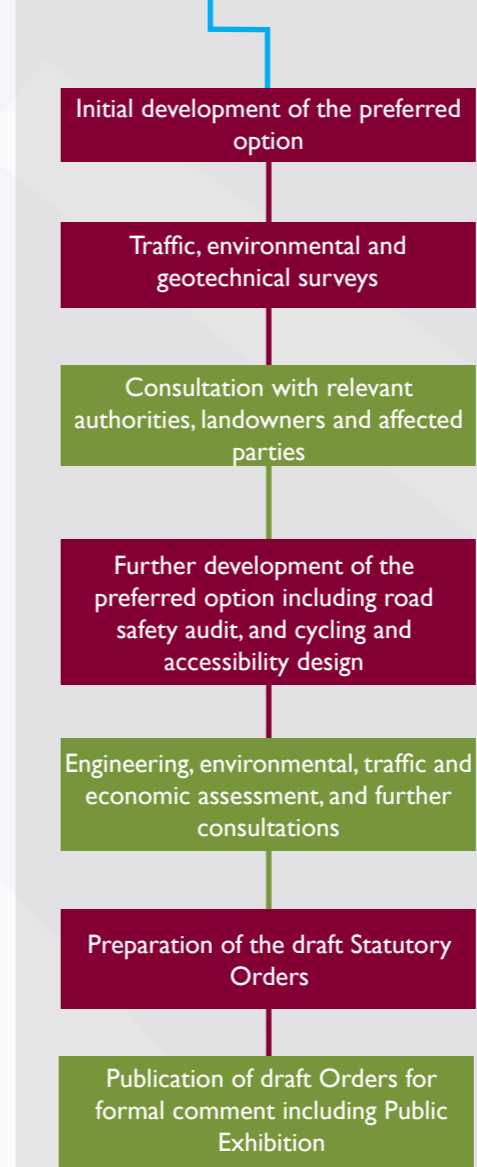 Initial development of the preferred
option
Traffic, environmental and
geotechnical surveys
Consultation with relevant
authorities, landowners and affected
parties
Further development of the
preferred option including road
safety audit, and cycling and
accessibility design
Engineering, environmental, traffic and
economic assessment, and further
consultations
Preparation of the draft Statutory
Orders
Publication of draft Orders for
formal comment including Public
Exhibition